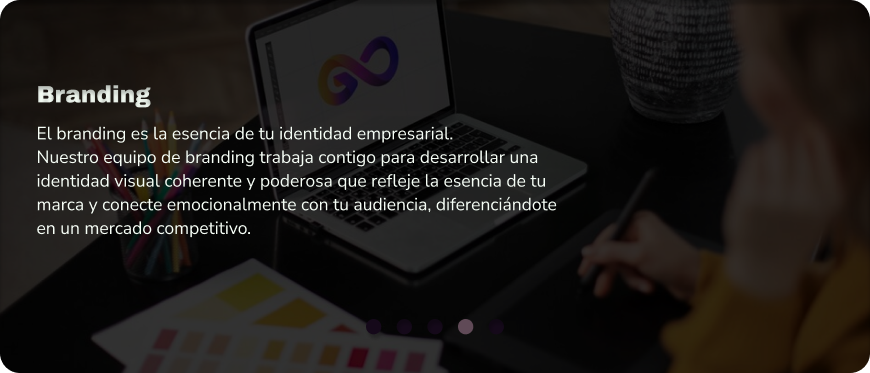 Branding
El branding es la esencia de tu identidad empresarial.
Nuestro equipo de branding trabaja contigo para desarrollar una
identidad visual coherente y poderosa que refleje la esencia de tu
marca y conecte emocionalmente con tu audiencia, diferenciándote
en un mercado competitivo.